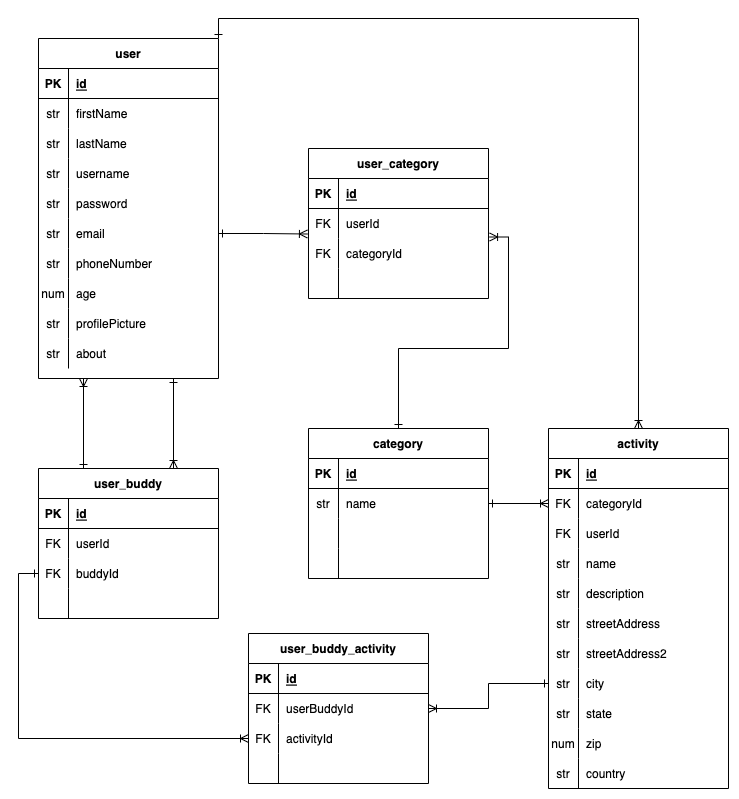 user
PK id
str firstName
str lastName
str username
str password
str email
str phoneNumber
num age
str profilePicture
str about
user_category
PK id
FK userId
FK categoryId
category
PK id
str name
activity
PK id
FK categoryId
FK userId
str name
str description
str streetAddress
str streetAddress2
str city
str state
num zip
str country
user_buddy
PK id
FK userId
FK buddyId
user_buddy_activity
PK id
FK userBuddyId
FK activityId